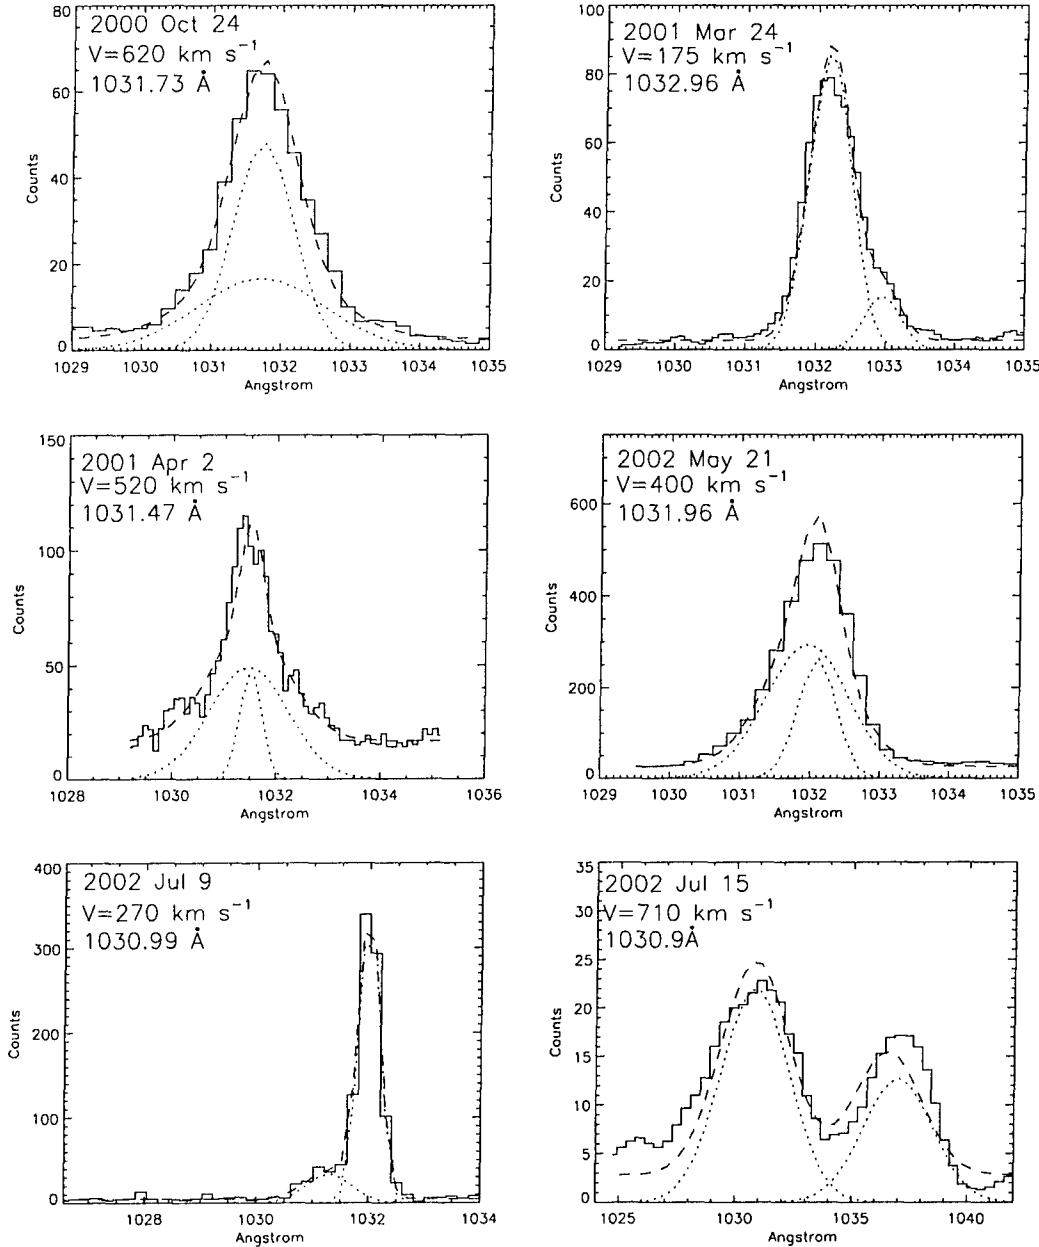 2000 Oct 24
V=620 km s⁻¹
1031.73 Å
80
60
40
20
0
Counts
1029 1030 1031 1032 1033 1034 1035
Angstrom
2001 Mar 24
V=175 km s⁻¹
1032.96 Å
100
80
60
40
20
0
Counts
1029 1030 1031 1032 1033 1034 1035
Angstrom
2001 Apr 2
V=520 km s⁻¹
1031.47 Å
150
100
50
0
Counts
1028 1030 1032 1034 1036
Angstrom
2002 May 21
V=400 km s⁻¹
1031.96 Å
600
400
200
0
Counts
1029 1030 1031 1032 1033 1034 1035
Angstrom
2002 Jul 9
V=270 km s⁻¹
1030.99 Å
400
300
200
100
0
Counts
1028 1030 1032 1034
Angstrom
2002 Jul 15
V=710 km s⁻¹
1030.9Å
35
30
25
20
15
10
5
0
Counts
1025 1030 1035 1040
Angstrom